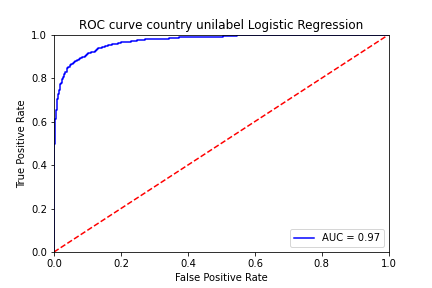 ROC curve country unilabel Logistic Regression
True Positive Rate
1.0
0.8
0.6
0.4
0.2
0.0
AUC = 0.97
0.0 0.2 0.4 0.6 0.8 1.0
False Positive Rate